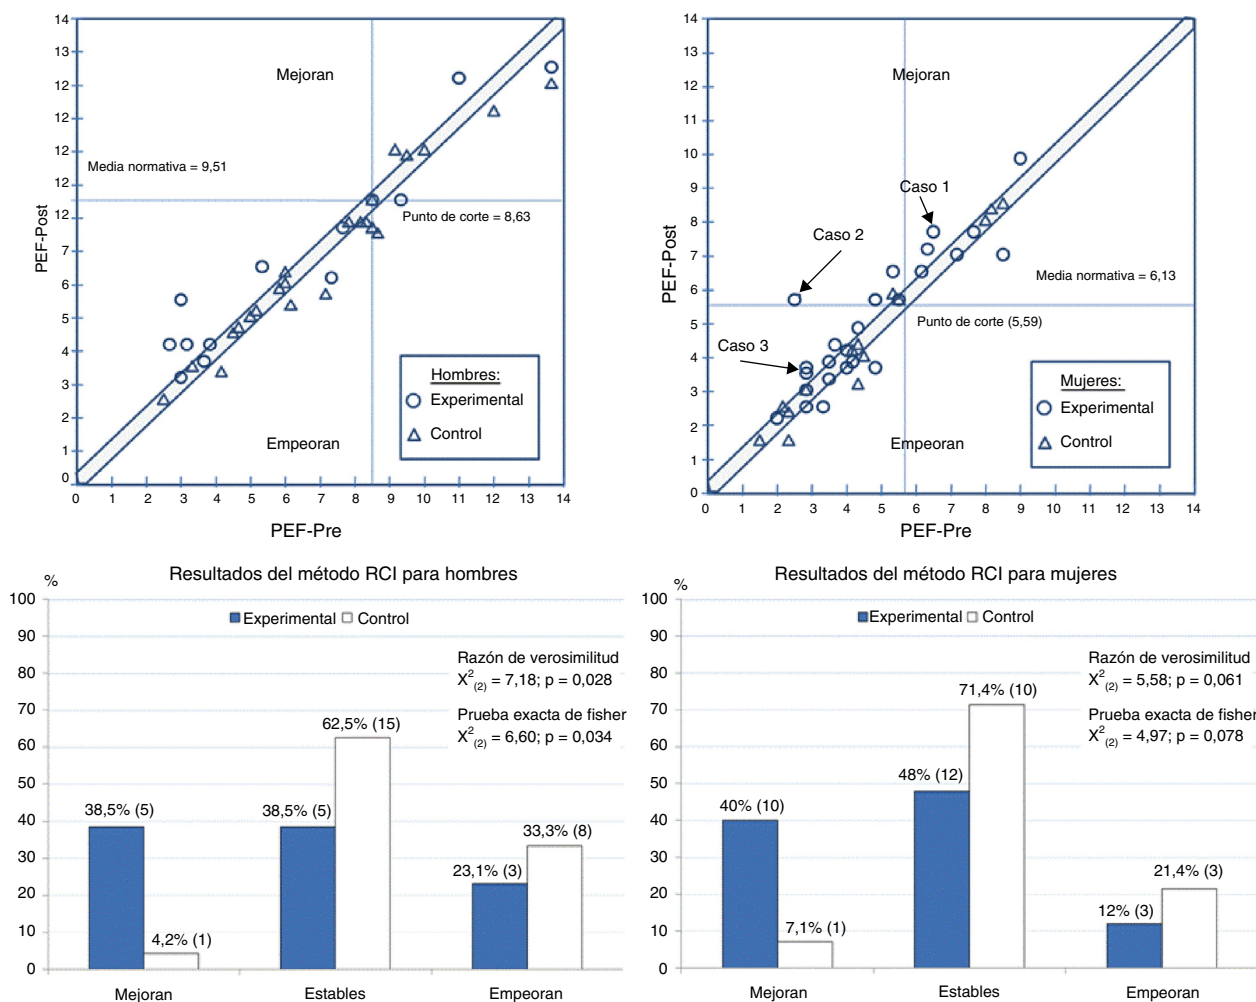 14
13
12
12
12
12
12
7
6
5
4
3
2
1
0
PEF-Post
Mejoran
Media normativa = 9,51
Punto de corte = 8,63
Hombres:
Experimental
Control
Empeoran
0 1 2 3 4 5 6 7 8 9 10 11 12 13 14
PEF-Pre
14
13
12
11
10
9
8
7
6
5
4
3
2
1
0
PEF-Post
Mejoran
Caso 1
Caso 2
Media normativa = 6,13
Punto de corte (5,59)
Caso 3
Mujeres:
Experimental
Control
Empeoran
0 1 2 3 4 5 6 7 8 9 10 11 12 13 14
PEF-Pre
Resultados del método RCI para hombres
%
100
90
80
70
60
50
40
30
20
10
0
Experimental Control
Razón de verosimilitud
X²(2) = 7,18; p = 0,028
Prueba exacta de fisher
X²(2) = 6,60; p = 0,034
38,5% (5)
4,2% (1)
38,5% (5)
62,5% (15)
23,1% (3)
33,3% (8)
Mejoran Estables Empeoran
Resultados del método RCI para mujeres
%
100
90
80
70
60
50
40
30
20
10
0
Experimental Control
Razón de verosimilitud
X²(2) = 5,58; p = 0,061
Prueba exacta de fisher
X²(2) = 4,97; p = 0,078
40% (10)
7,1% (1)
48% (12)
71,4% (10)
12% (3)
21,4% (3)
Mejoran Estables Empeoran